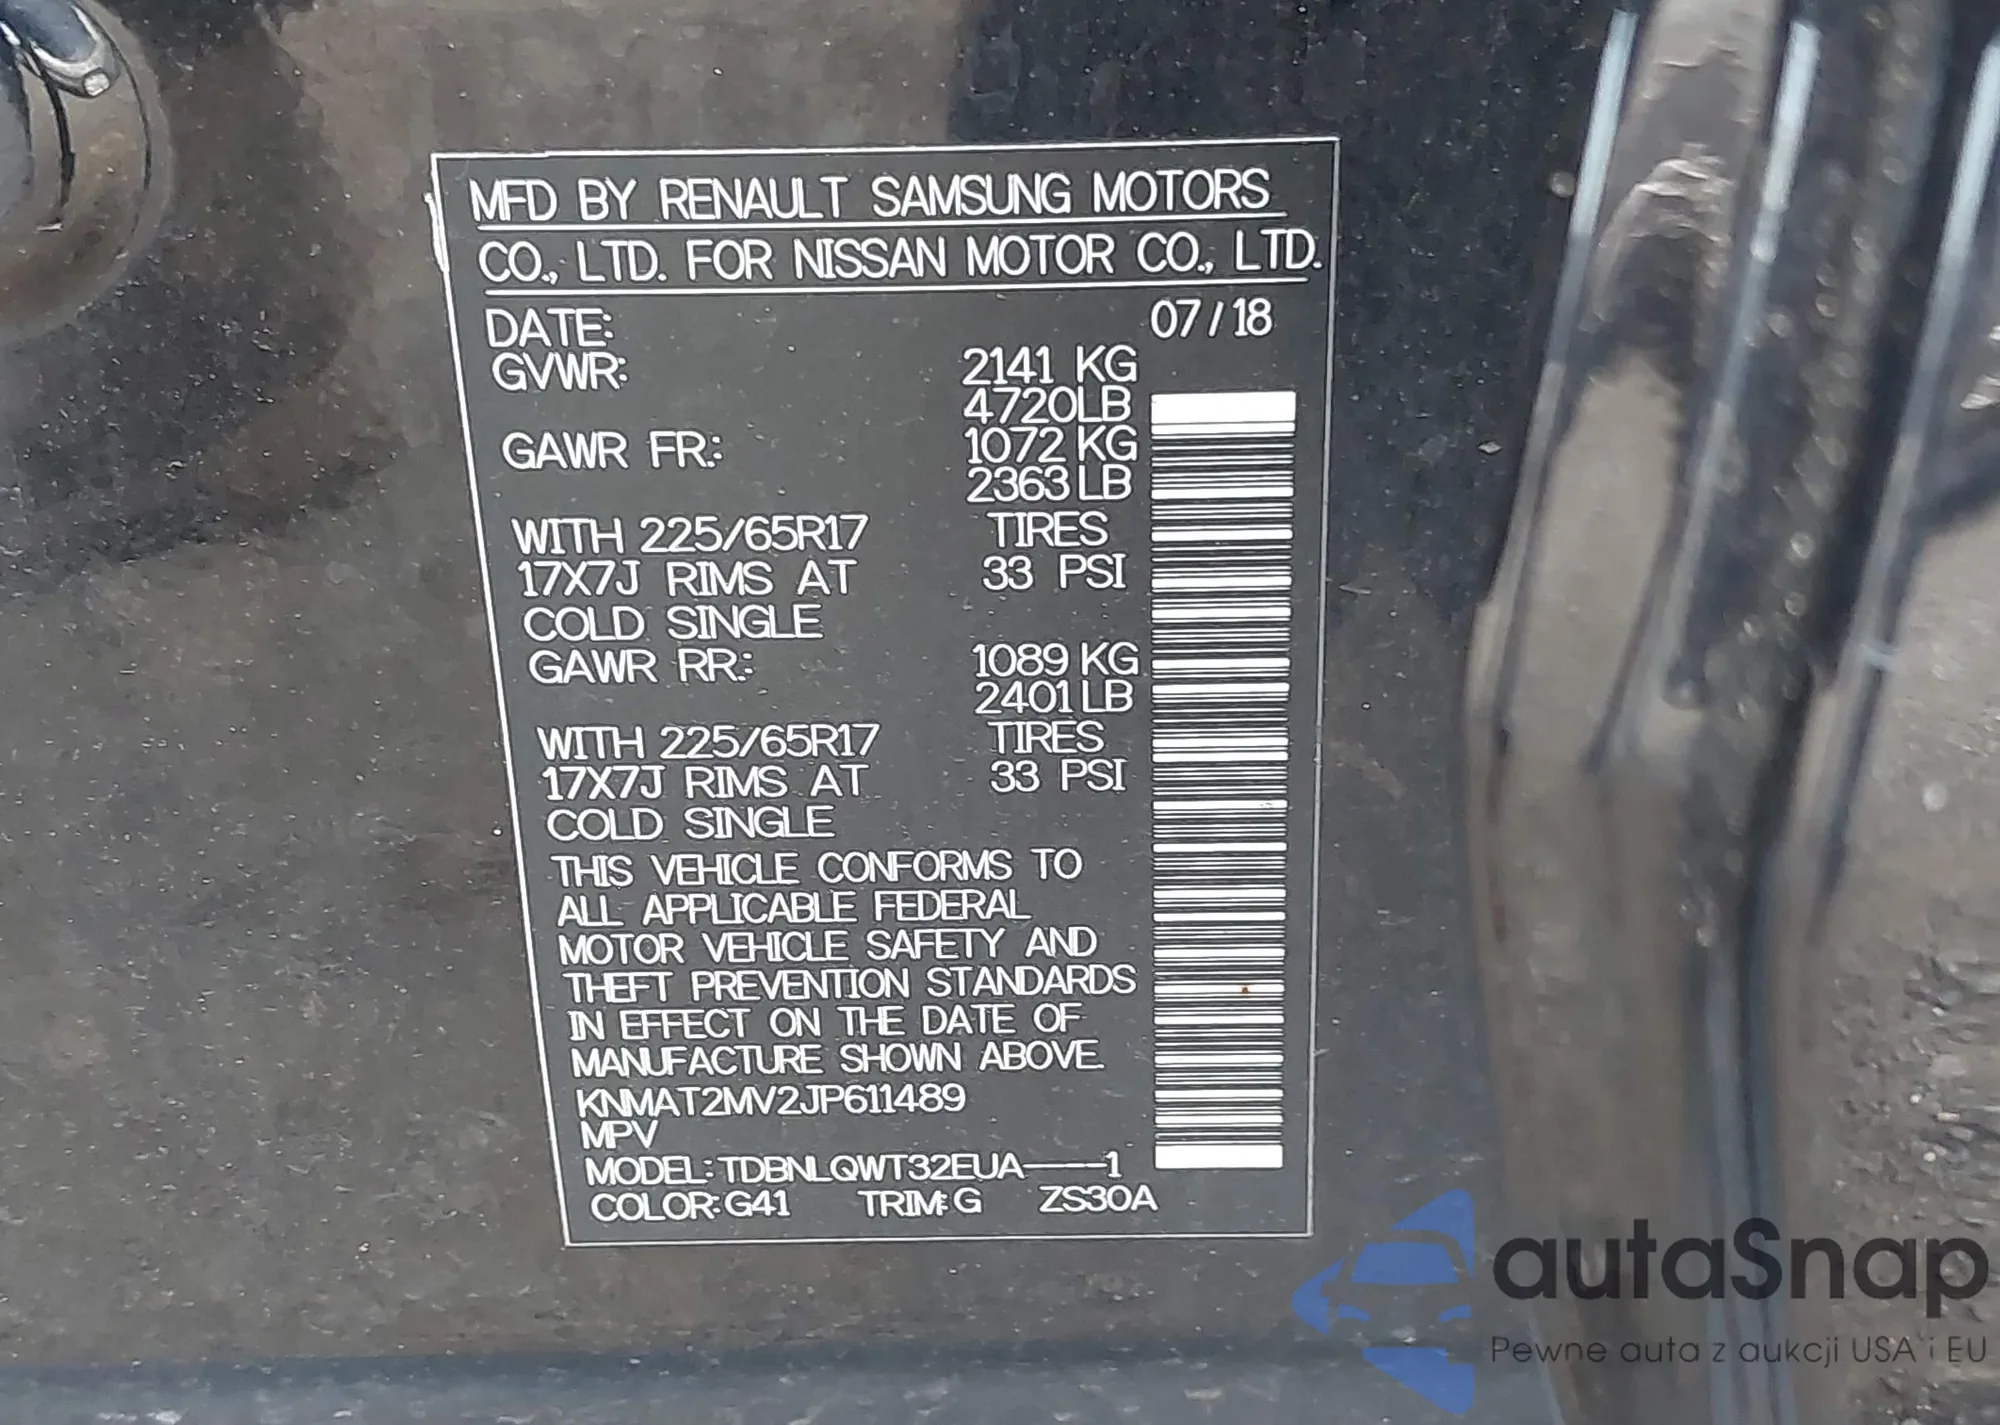 MFD BY RENAULT SAMSUNG MOTORS
CO., LTD. FOR NISSAN MOTOR CO., LTD.
DATE: 07/18
GVWR: 2141 KG
4720LB
GAWR FR.: 1072 KG
2363LB
WITH 225/65R17 TIRES
17X7J RIMS AT 33 PSI
COLD SINGLE
GAWR RR.: 1089 KG
2401LB
WITH 225/65R17 TIRES
17X7J RIMS AT 33 PSI
COLD SINGLE
THIS VEHICLE CONFORMS TO
ALL APPLICABLE FEDERAL
MOTOR VEHICLE SAFETY AND
THEFT PREVENTION STANDARDS
IN EFFECT ON THE DATE OF
MANUFACTURE SHOWN ABOVE.
KNMAT2MV2JP611489
MPV
MODEL: TDBNLQWT32EUA----1
COLOR: G41 TRIM: G ZS30A
autaSnap
Pewne auta z aukcji USA i EU